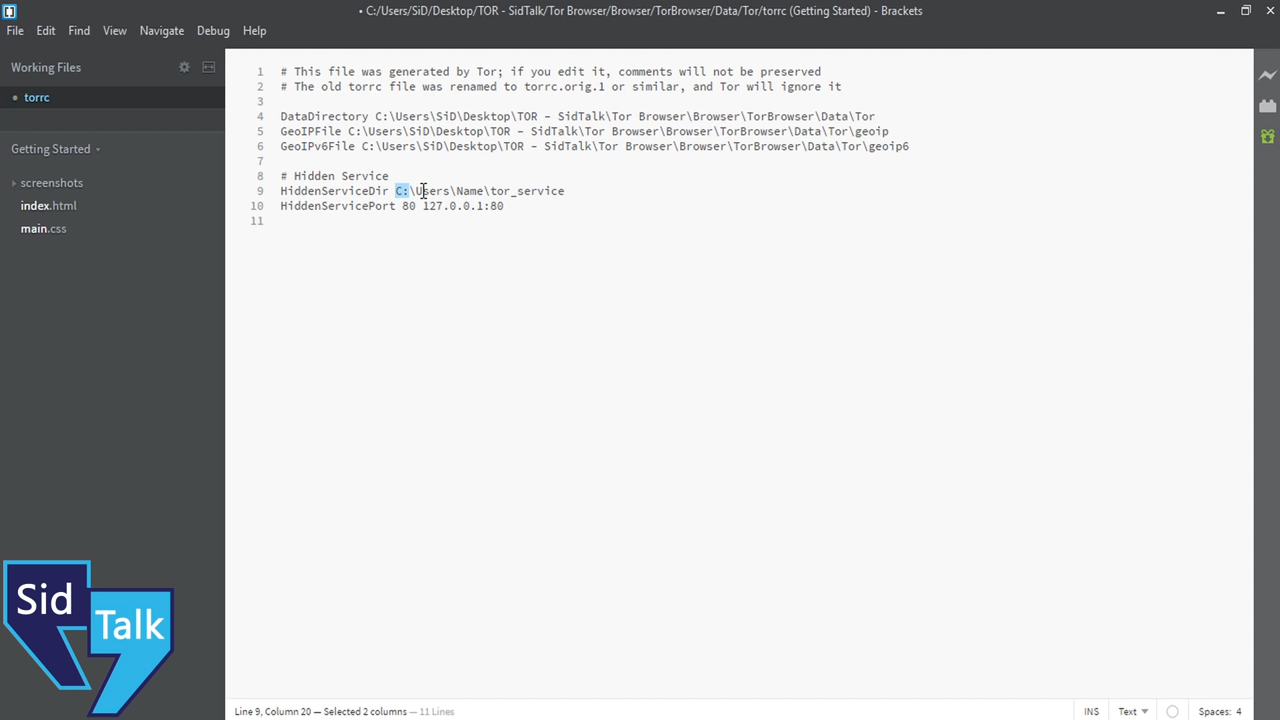 • C:/Users/SiD/Desktop/TOR - SidTalk/Tor Browser/Browser/TorBrowser/Data/Tor/torrc (Getting Started) - Brackets
File Edit Find View Navigate Debug Help
Working Files
• torrc
Getting Started
screenshots
index.html
main.css
1 # This file was generated by Tor; if you edit it, comments will not be preserved
2 # The old torrc file was renamed to torrc.orig.1 or similar, and Tor will ignore it
3
4 DataDirectory C:\Users\SiD\Desktop\TOR - SidTalk\Tor Browser\Browser\TorBrowser\Data\Tor
5 GeoIPFile C:\Users\SiD\Desktop\TOR - SidTalk\Tor Browser\Browser\TorBrowser\Data\Tor\geoip
6 GeoIPv6File C:\Users\SiD\Desktop\TOR - SidTalk\Tor Browser\Browser\TorBrowser\Data\Tor\geoip6
7
8 # Hidden Service
9 HiddenServiceDir C:\Users\Name\tor_service
10 HiddenServicePort 80 127.0.0.1:80
11
Sid
Talk
Line 9, Column 20 — Selected 2 columns — 11 Lines
INS Text Spaces: 4